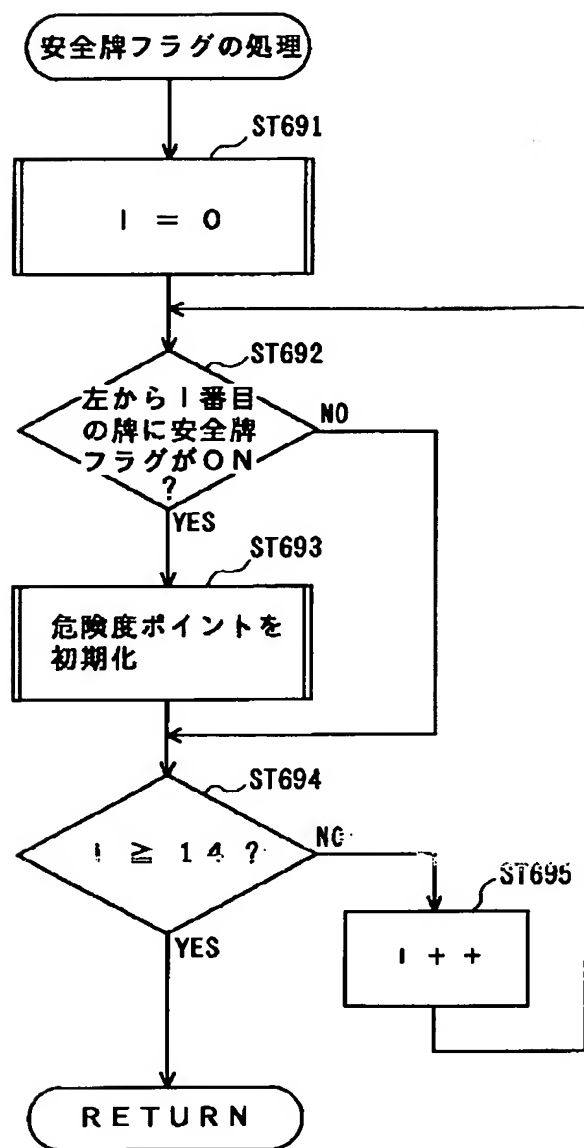 安全牌フラグの処理
ST691
I = 0
ST692
左からI番目
の牌に安全牌
フラグがON
?
NO
YES
ST693
危険度ポイントを
初期化
ST694
I ≧ 14?
NO
ST695
I++
YES
RETURN